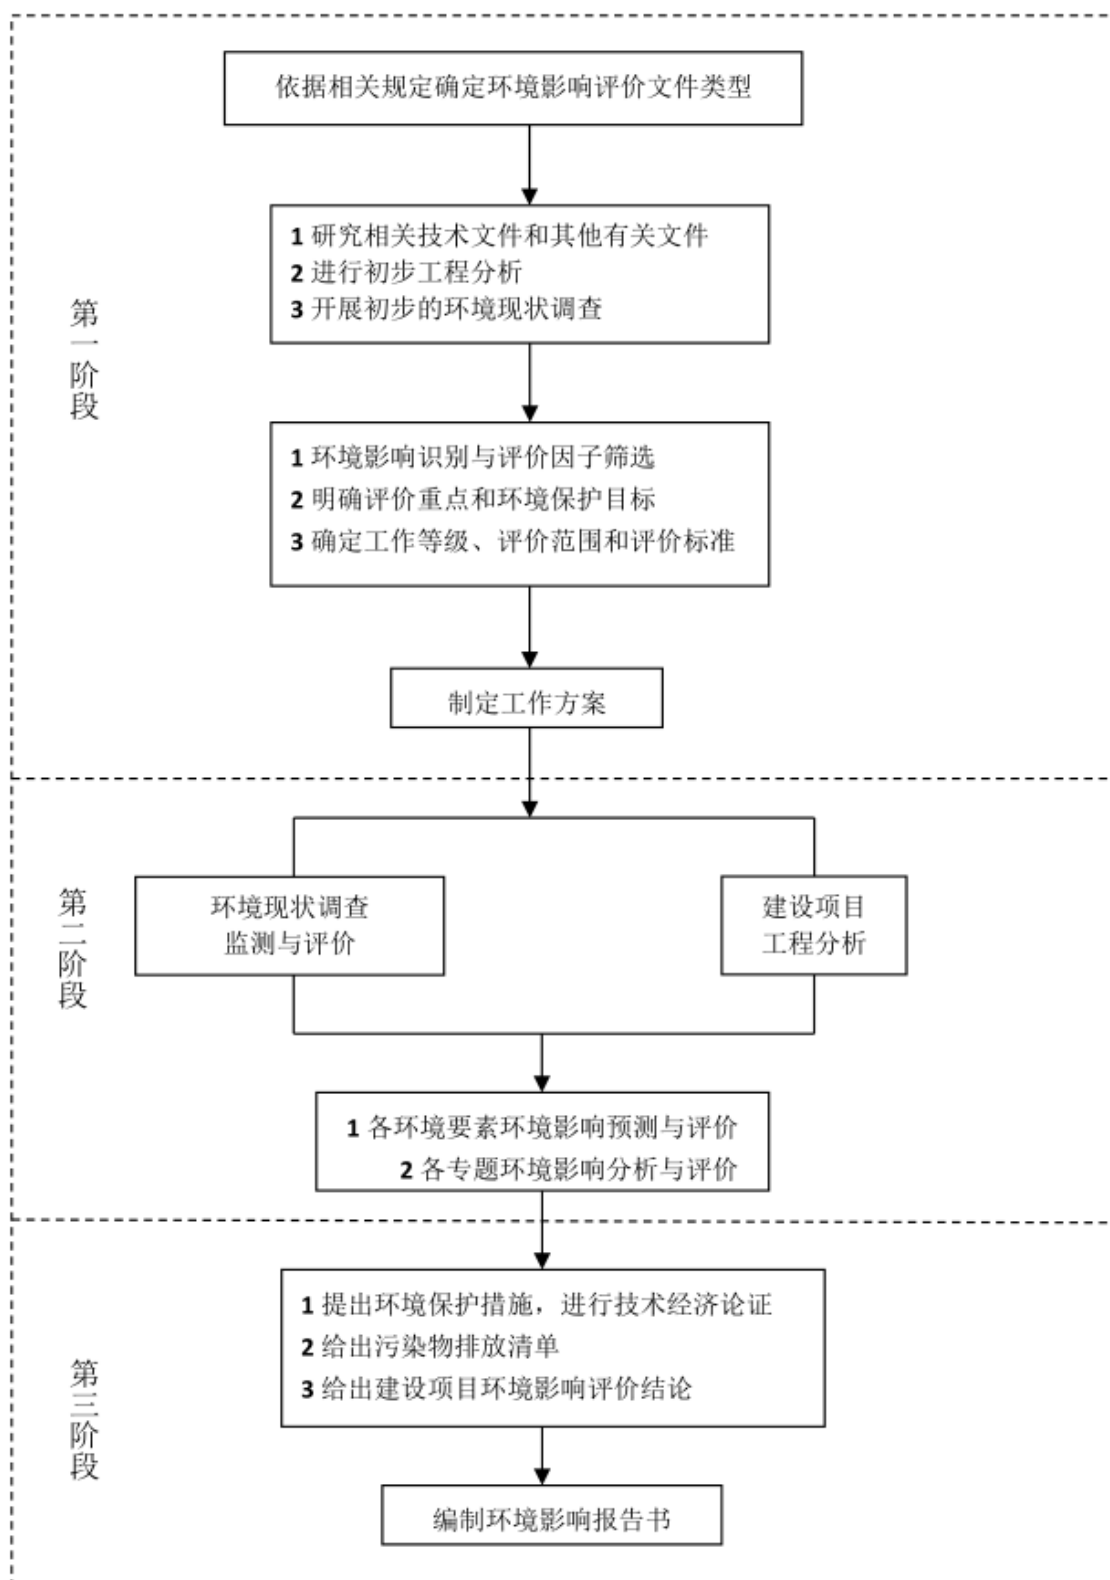 依据相关规定确定环境影响评价文件类型
1 研究相关技术文件和其他有关文件
2 进行初步工程分析
3 开展初步的环境现状调查
第一阶段
1 环境影响识别与评价因子筛选
2 明确评价重点和环境保护目标
3 确定工作等级、评价范围和评价标准
制定工作方案
第二阶段
环境现状调查
监测与评价
建设项目
工程分析
1 各环境要素环境影响预测与评价
2 各专题环境影响分析与评价
第三阶段
1 提出环境保护措施，进行技术经济论证
2 给出污染物排放清单
3 给出建设项目环境影响评价结论
编制环境影响报告书